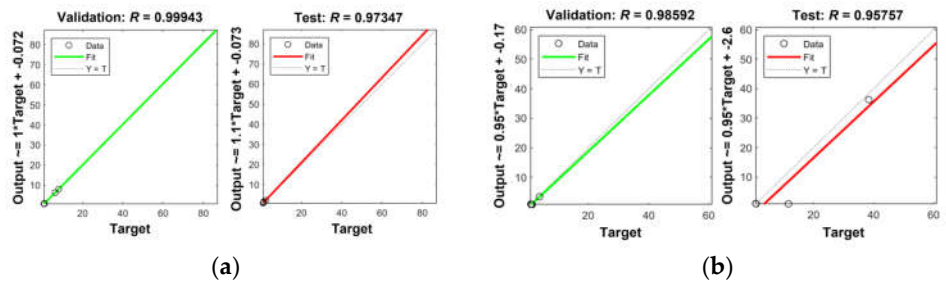 Validation: R = 0.99943
Output ~= 1*Target + -0.072
80
70
60
50
40
30
20
10
20
40
60
80
Data
Fit
Y = T
Target
Test: R = 0.97347
Output ~= 1.1*Target + -0.073
80
70
60
50
40
30
20
10
20
40
60
80
Data
Fit
Y = T
Target
(a)
Validation: R = 0.98592
Output ~= 0.95*Target + -0.17
60
50
40
30
20
10
20
40
60
Data
Fit
Y = T
Target
Test: R = 0.95757
Output ~= 0.95*Target + -2.6
60
50
40
30
20
10
20
40
60
Data
Fit
Y = T
Target
(b)